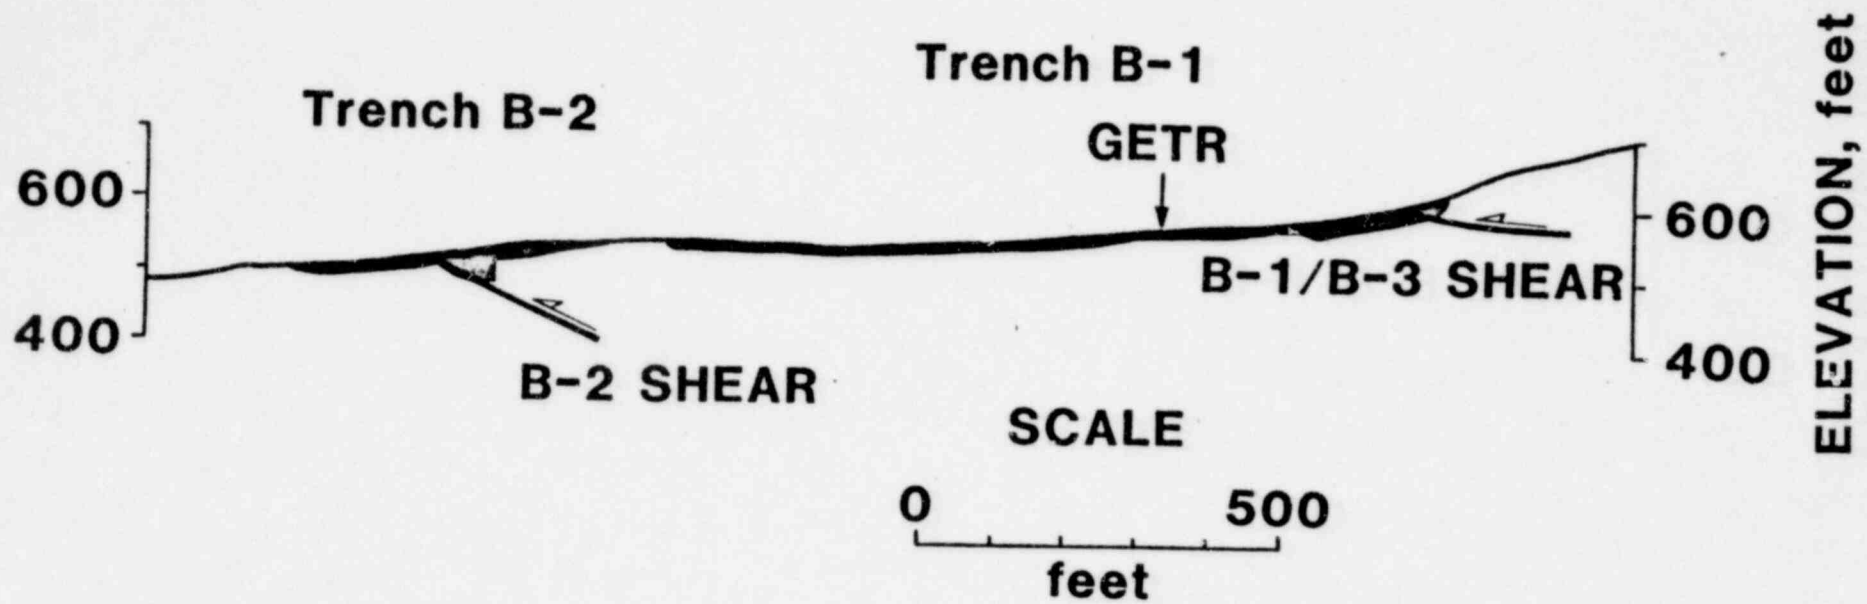 Trench B-1
Trench B-2
GETR
600
400
600
400
B-1/B-3 SHEAR
B-2 SHEAR
ELEVATION, feet
SCALE
0 500
feet